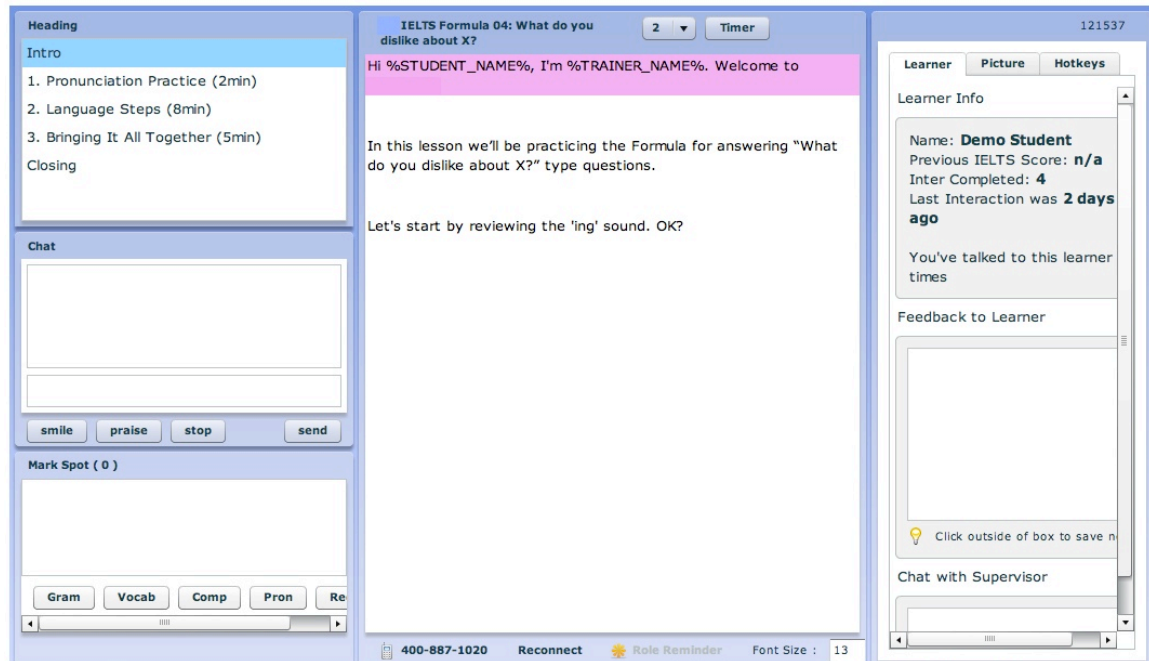 Heading
Intro
1. Pronunciation Practice (2min)
2. Language Steps (8min)
3. Bringing It All Together (5min)
Closing
Chat
smile praise stop send
Mark Spot ( 0 )
Gram Vocab Comp Pron Re
IELTS Formula 04: What do you
dislike about X?
2 Timer
Hi %STUDENT_NAME%, I'm %TRAINER_NAME%. Welcome to
In this lesson we'll be practicing the Formula for answering “What
do you dislike about X?” type questions.
Let's start by reviewing the 'ing' sound. OK?
400-887-1020 Reconnect Role Reminder Font Size : 13
121537
Learner Picture Hotkeys
Learner Info
Name: Demo Student
Previous IELTS Score: n/a
Inter Completed: 4
Last Interaction was 2 days
ago
You've talked to this learner
times
Feedback to Learner
Click outside of box to save n
Chat with Supervisor